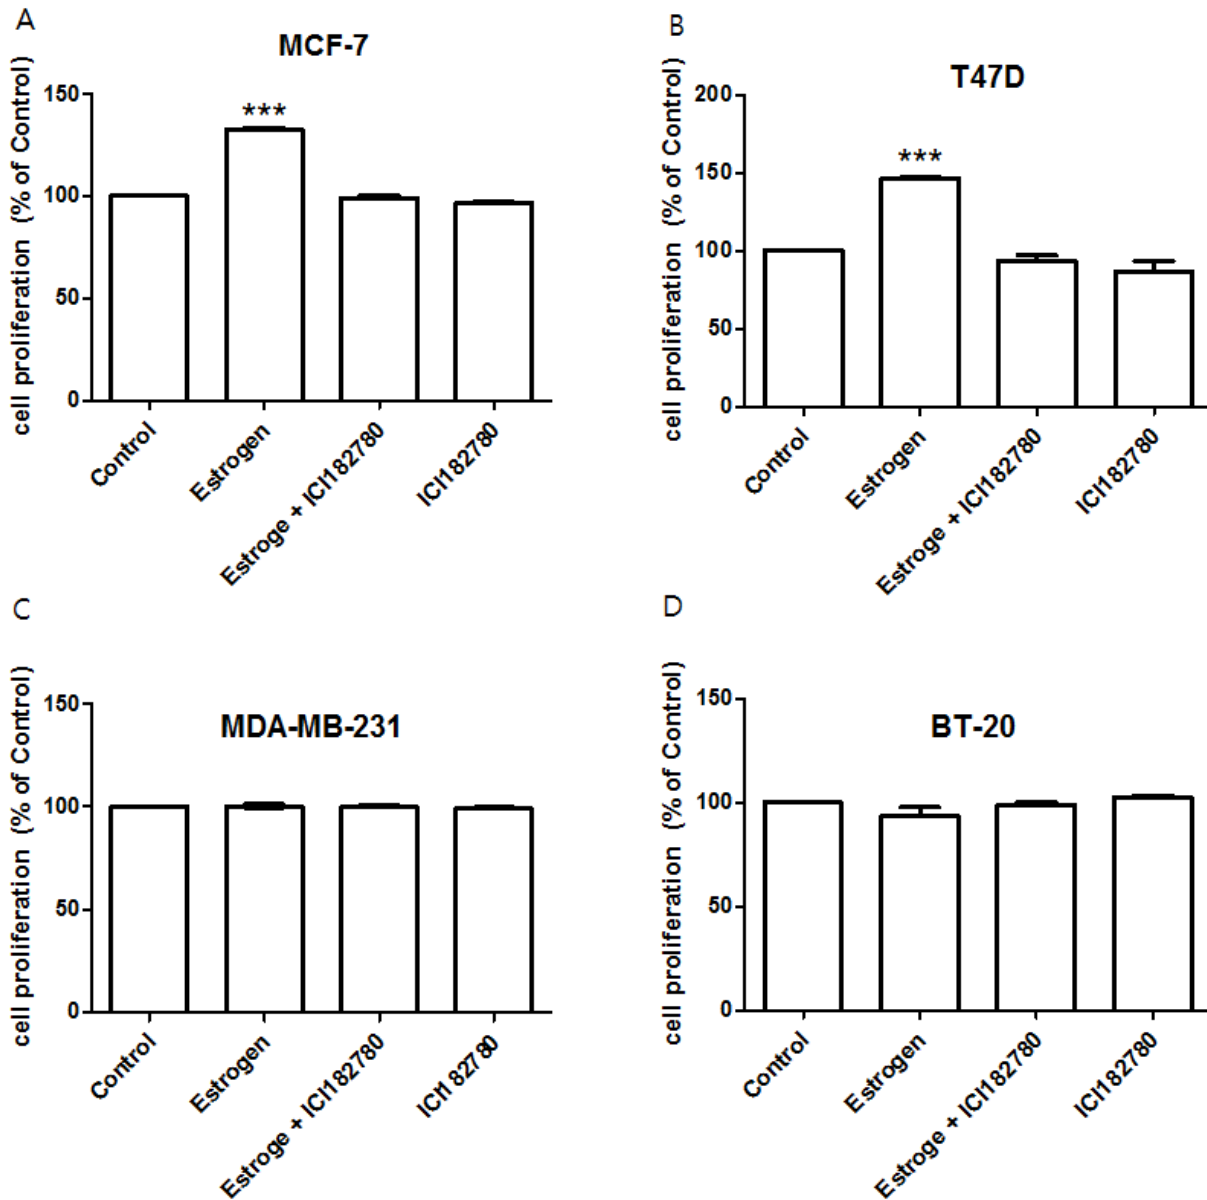 A
MCF-7
cell proliferation (% of Control)
150
100
50
0
***
Control
Estrogen
Estroge + ICI182780
ICI182780
B
T47D
cell proliferation (% of Control)
200
150
100
50
0
***
Control
Estrogen
Estroge + ICI182780
ICI182780
C
MDA-MB-231
cell proliferation (% of Control)
150
100
50
0
Control
Estrogen
Estroge + ICI182780
ICI182780
D
BT-20
cell proliferation (% of Control)
150
100
50
0
Control
Estrogen
Estroge + ICI182780
ICI182780